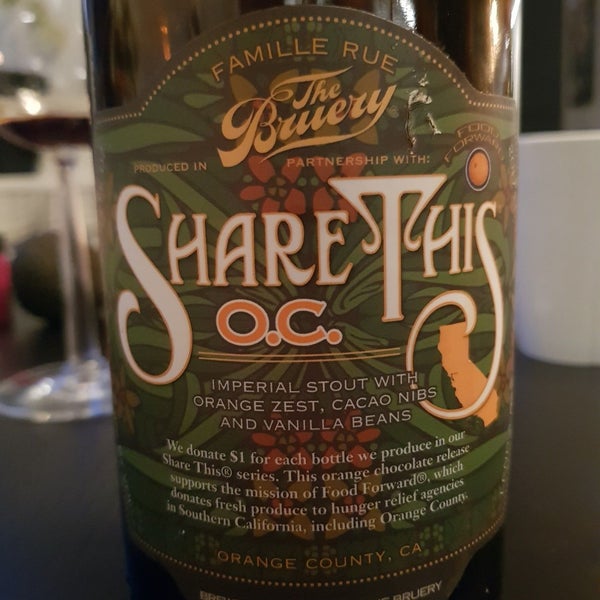 FAMILLE RUE
The
Bruery
PRODUCED IN
PARTNERSHIP WITH:
FOOD
FORWARD
SHARE THIS
O.C.
IMPERIAL STOUT WITH
ORANGE ZEST, CACAO NIBS
AND VANILLA BEANS
We donate $1 for each bottle we produce in our
Share This® series. This orange chocolate release
supports the mission of Food Forward®, which
donates fresh produce to hunger relief agencies
in Southern California, including Orange County.
ORANGE COUNTY, CA
BRUERY